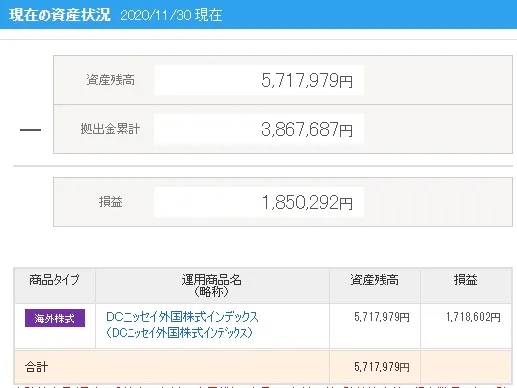 現在の資産状況 2020/11/30 現在
資産残高 5,717,979円
― 拠出金累計 3,867,687円
損益 1,850,292円
商品タイプ 運用商品名 資産残高 損益
（略称）
海外株式 DCニッセイ外国株式インデックス 5,717,979円 1,718,602円
（DCニッセイ外国株式インデックス）
合計 5,717,979円